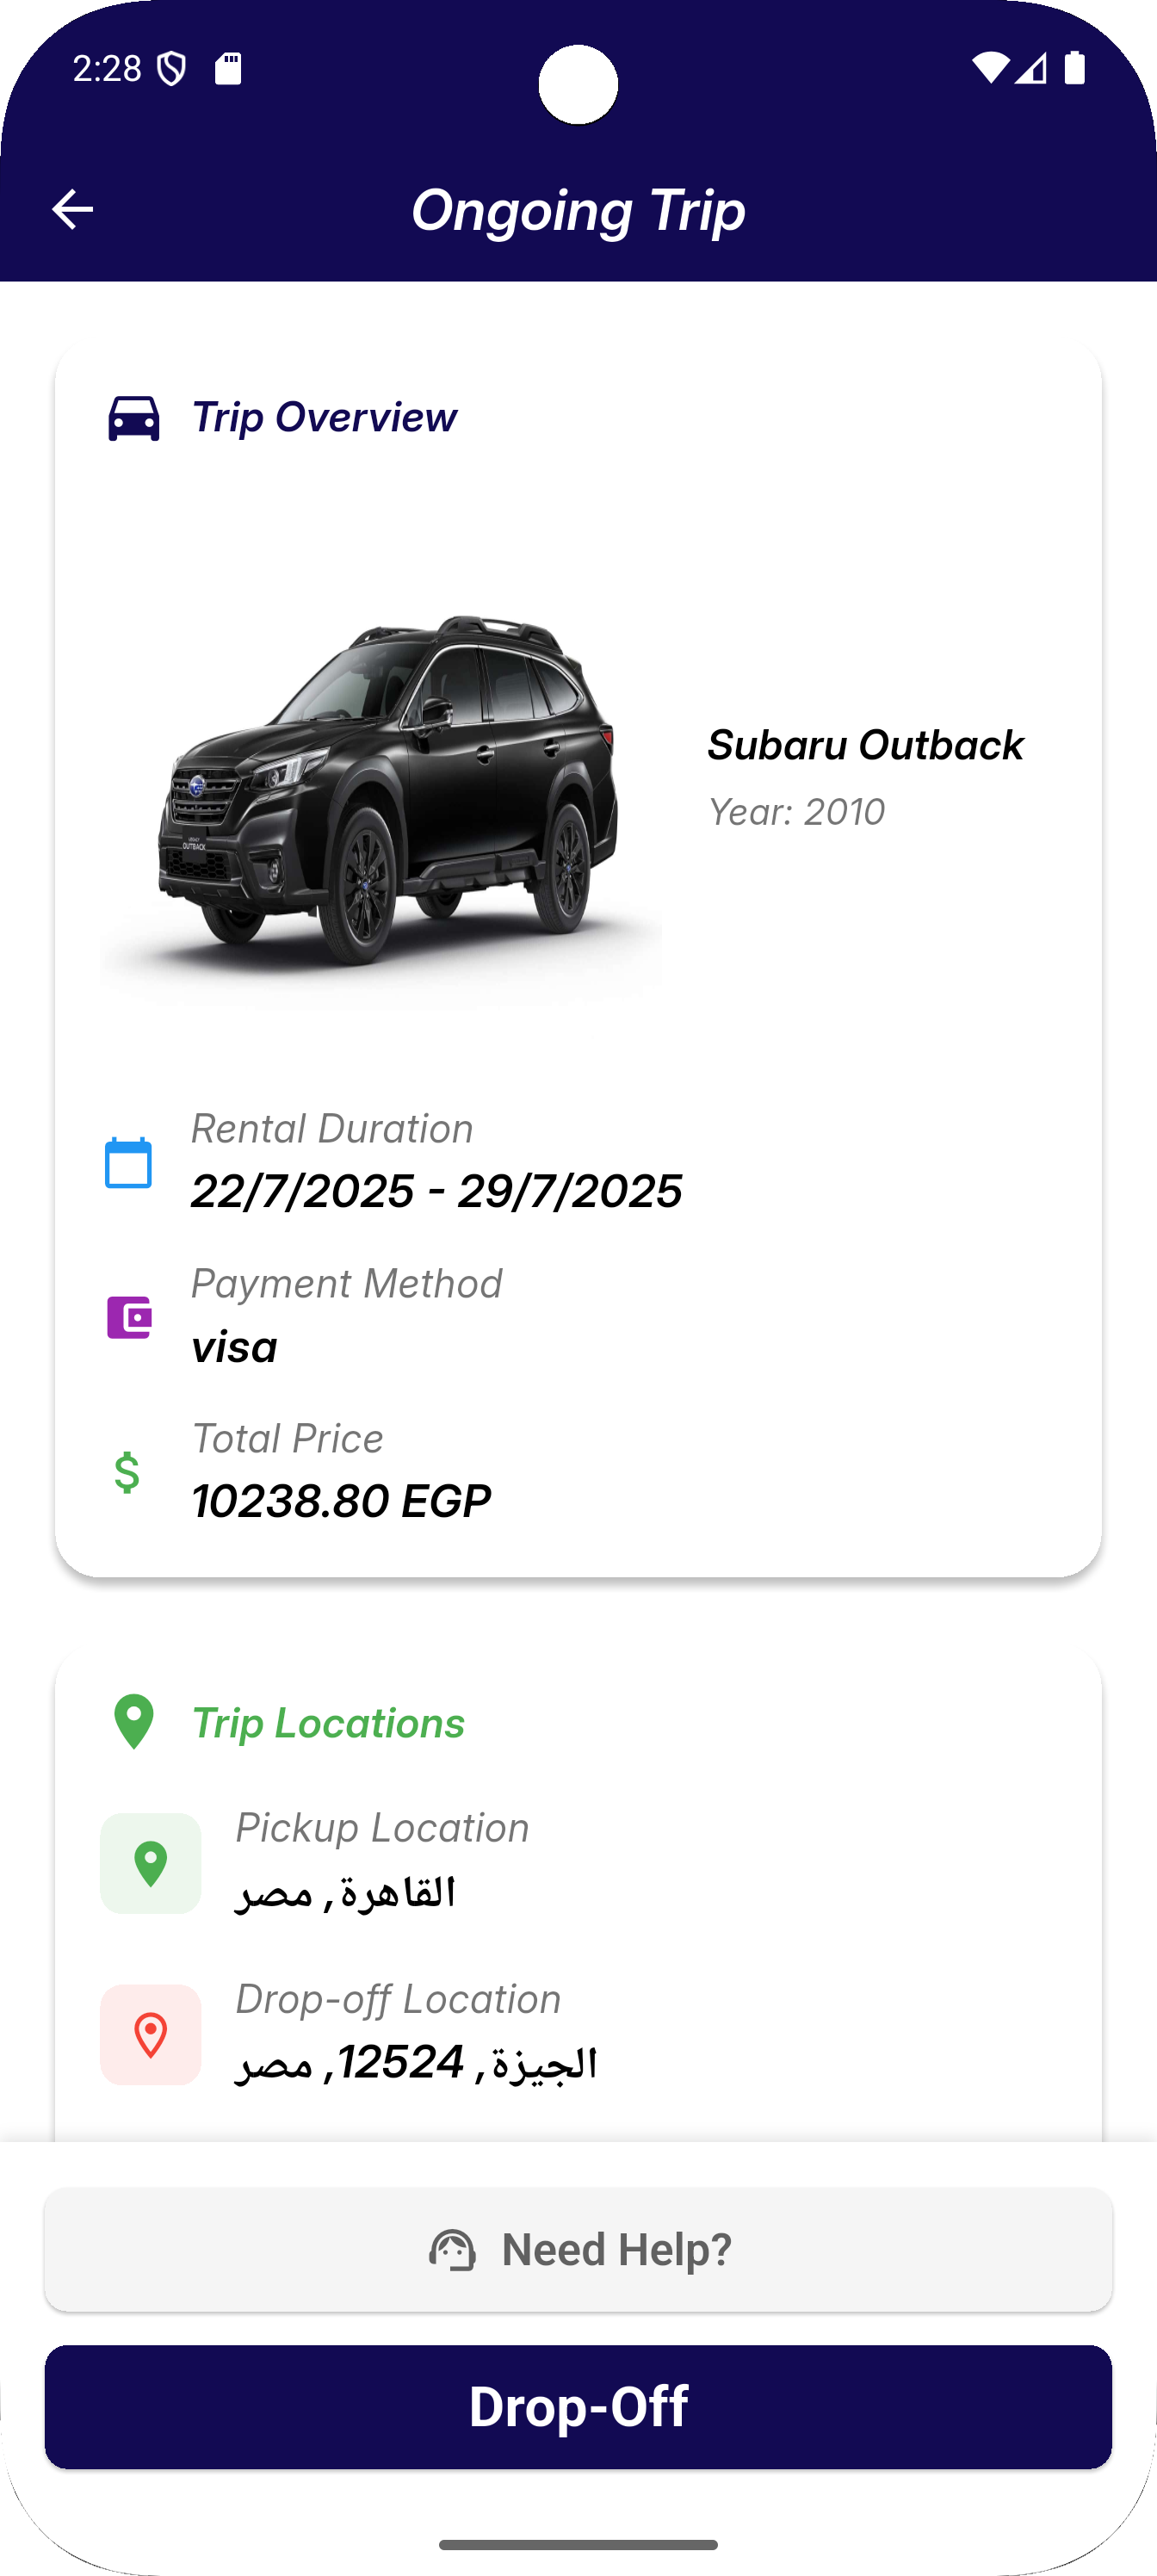 2:28
Ongoing Trip
Trip Overview
OUTBACK
Subaru Outback
Year: 2010
Rental Duration
22/7/2025 - 29/7/2025
Payment Method
visa
$
Total Price
10238.80 EGP
Trip Locations
Pickup Location
القاهرة, مصر
Drop-off Location
الجيزة, 12524, مصر
Need Help?
Drop-Off